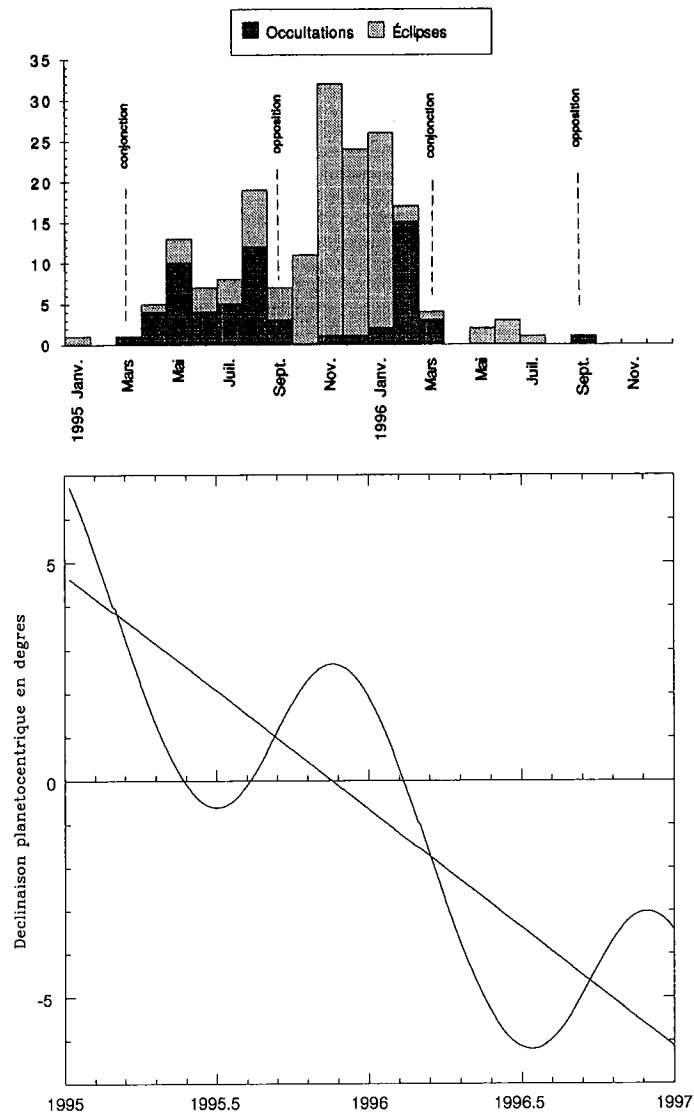 Occultations Éclipses
35
30
25
20
15
10
5
0
conjonction
opposition
conjonction
opposition
1995 Janv.
Mars
Mai
Juil.
Sept.
Nov.
1996 Janv.
Mars
Mai
Juil.
Sept.
Nov.
Declinaison planetocentrique en degres
5
0
-5
1995 1995.5 1996 1996.5 1997